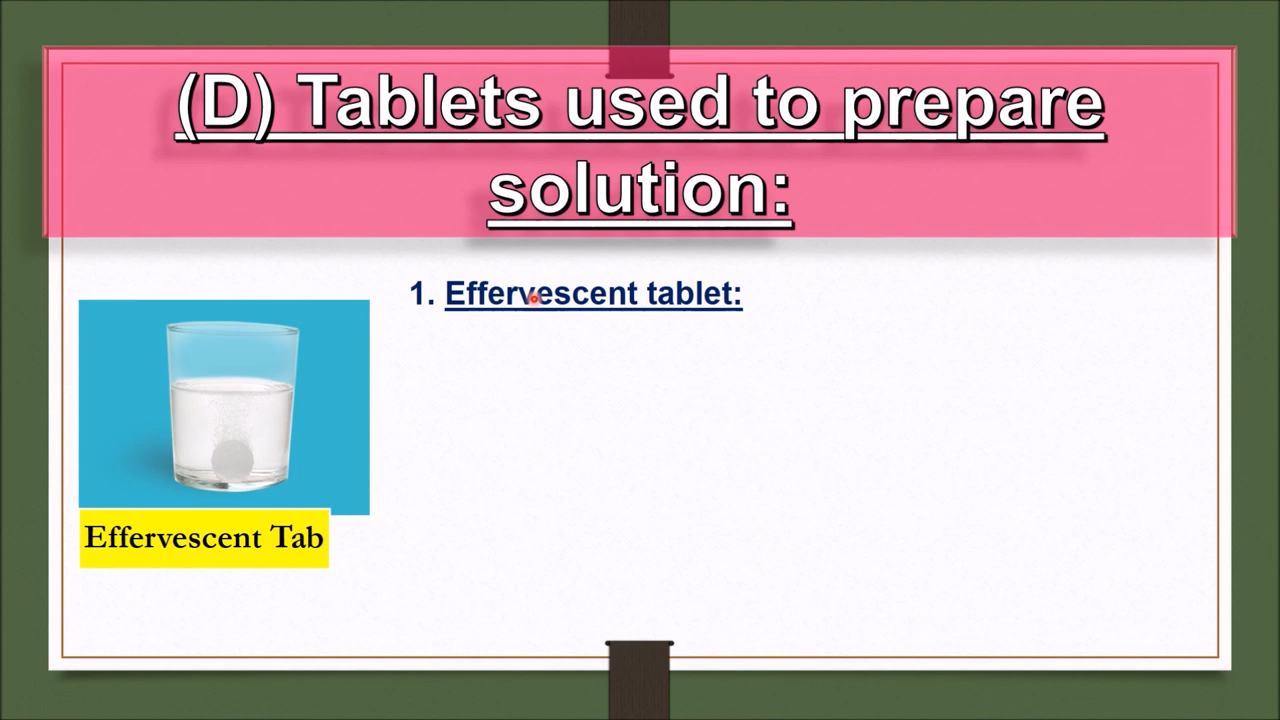 (D) Tablets used to prepare
solution:
1. Effervescent tablet:
Effervescent Tab